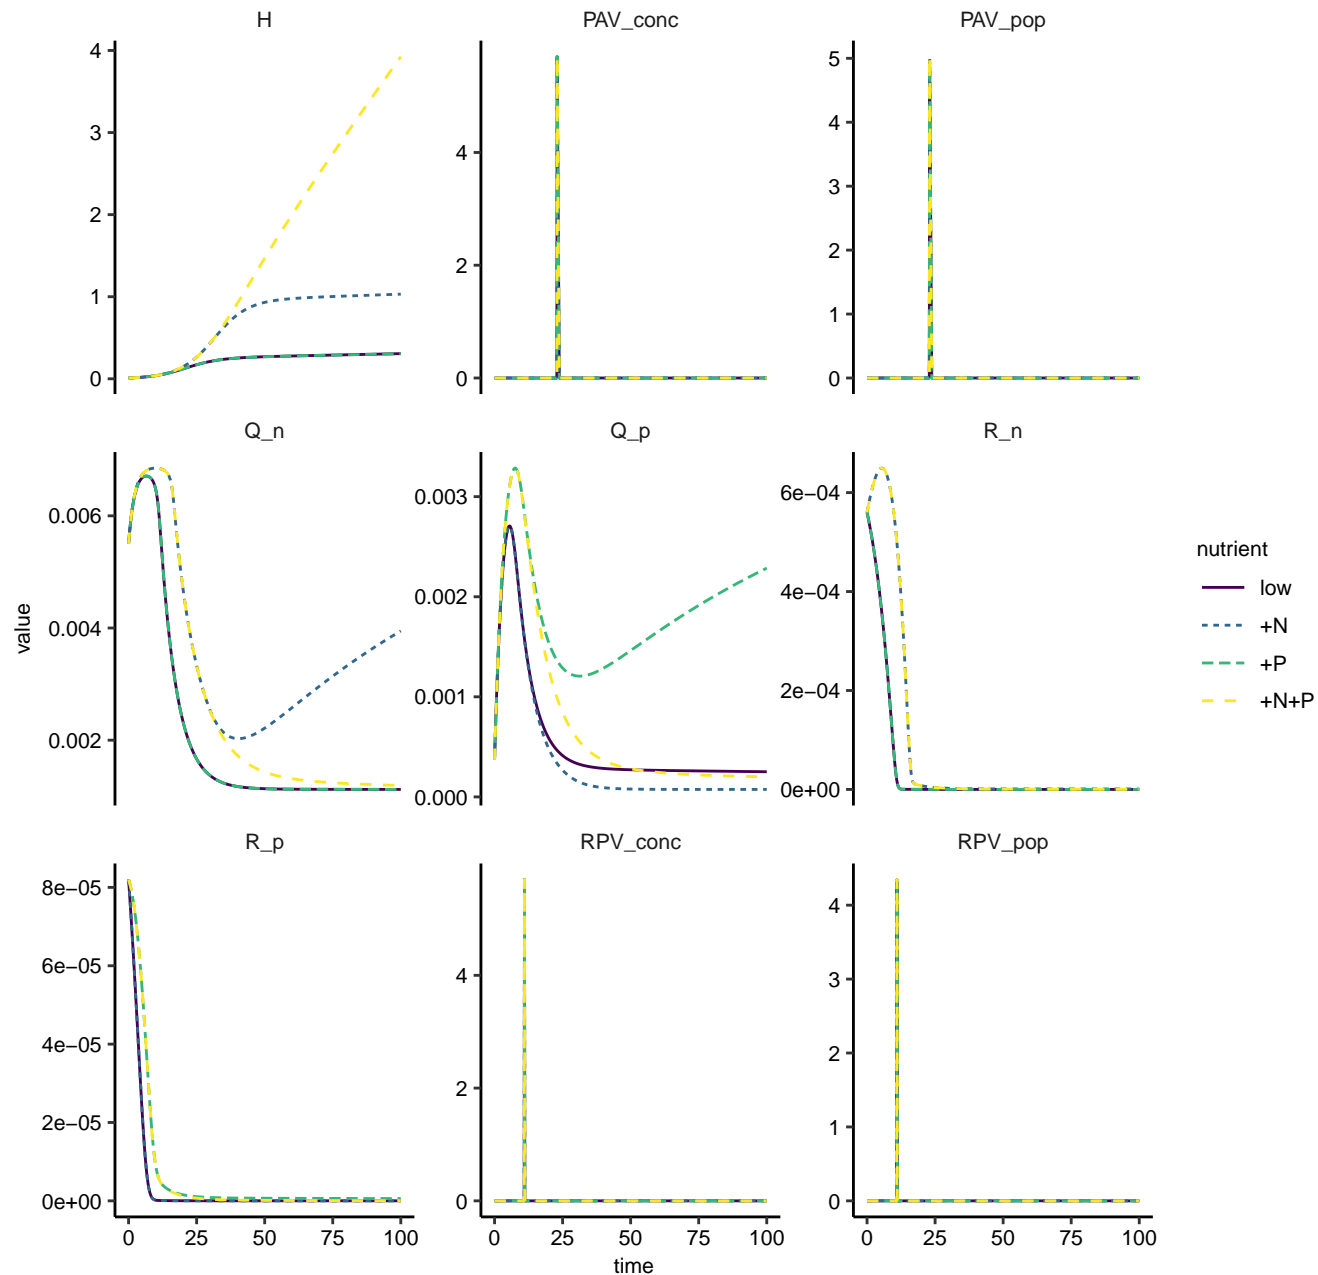 H
PAV_conc
PAV_pop
4
3
2
1
0
4
2
0
5
4
3
2
1
0
Q_n
Q_p
R_n
0.006
0.004
0.002
0.003
0.002
0.001
0.000
6e−04
4e−04
2e−04
0e+00
value
nutrient
low
+N
+P
+N+P
R_p
RPV_conc
RPV_pop
8e−05
6e−05
4e−05
2e−05
0e+00
4
2
0
4
3
2
1
0
0 25 50 75 100
0 25 50 75 100
0 25 50 75 100
time